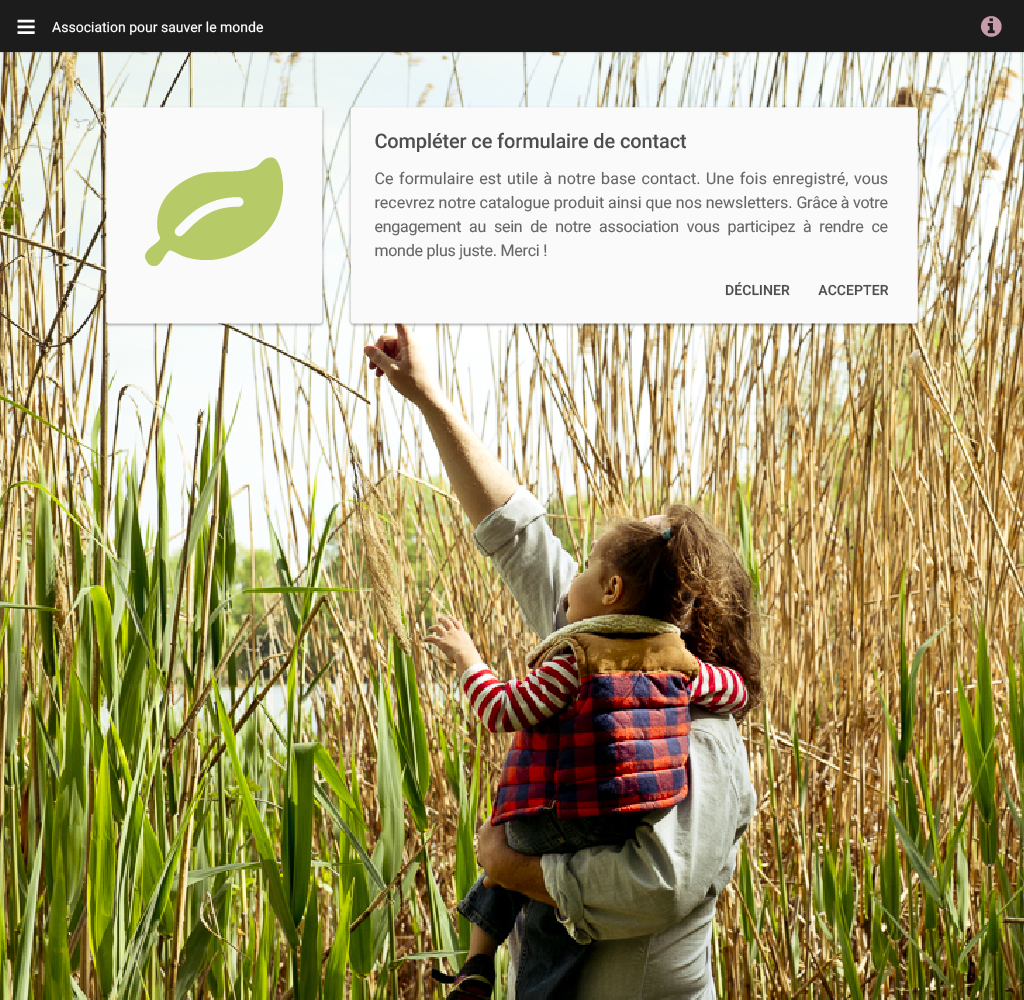 Association pour sauver le monde
Compléter ce formulaire de contact
Ce formulaire est utile à notre base contact. Une fois enregistré, vous
recevrez notre catalogue produit ainsi que nos newsletters. Grâce à votre
engagement au sein de notre association vous participez à rendre ce
monde plus juste. Merci !
DÉCLINER ACCEPTER